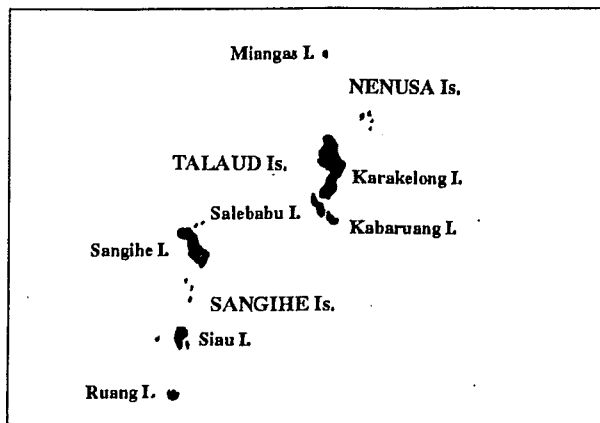 Miangas I.
NENUSA Is.
TALAUD Is.
Karakelong I.
Salebabu I.
Kabaruang I.
Sangihe I.
SANGIHE Is.
Siau I.
Ruang I.